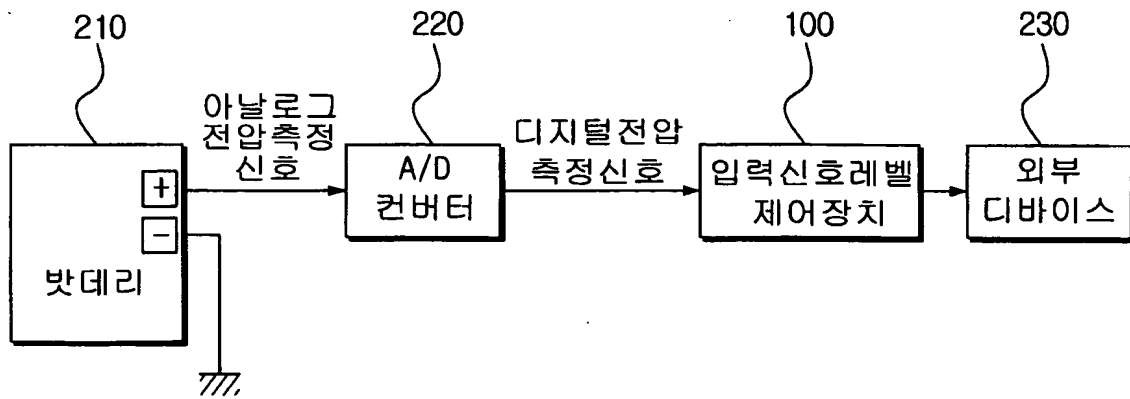 210
220
100
230
아날로그
전압측정
신호
디지털전압
측정신호
+
-
밧데리
A/D
컨버터
입력신호레벨
제어장치
외부
디바이스